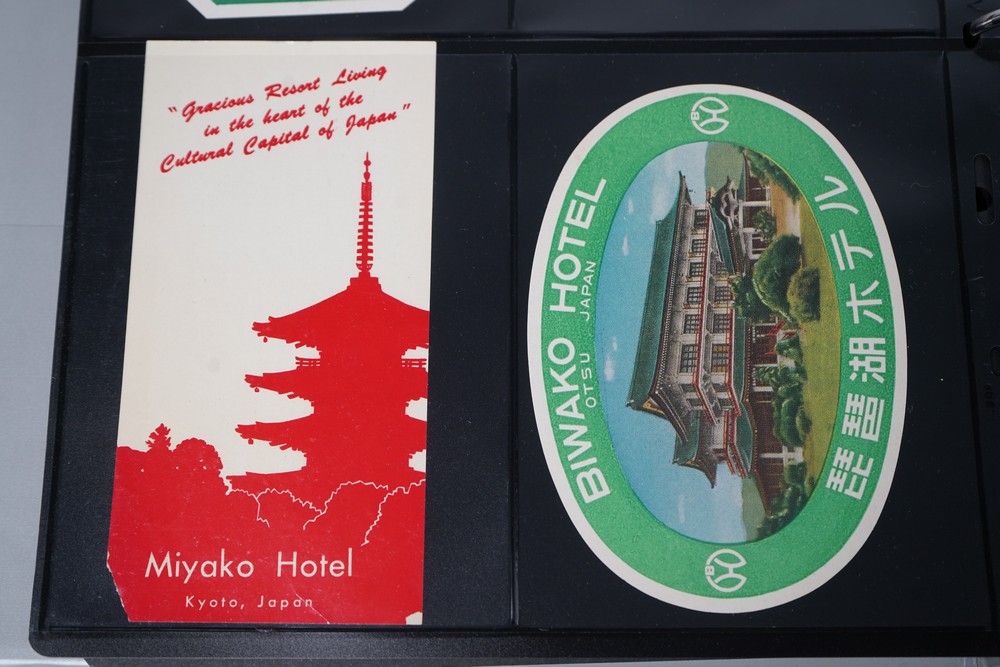 "Gracious Resort Living
in the heart of the
Cultural Capital of Japan"
Miyako Hotel
Kyoto, Japan
BIWAKO HOTEL
OTSU JAPAN
琵琶湖ホテル